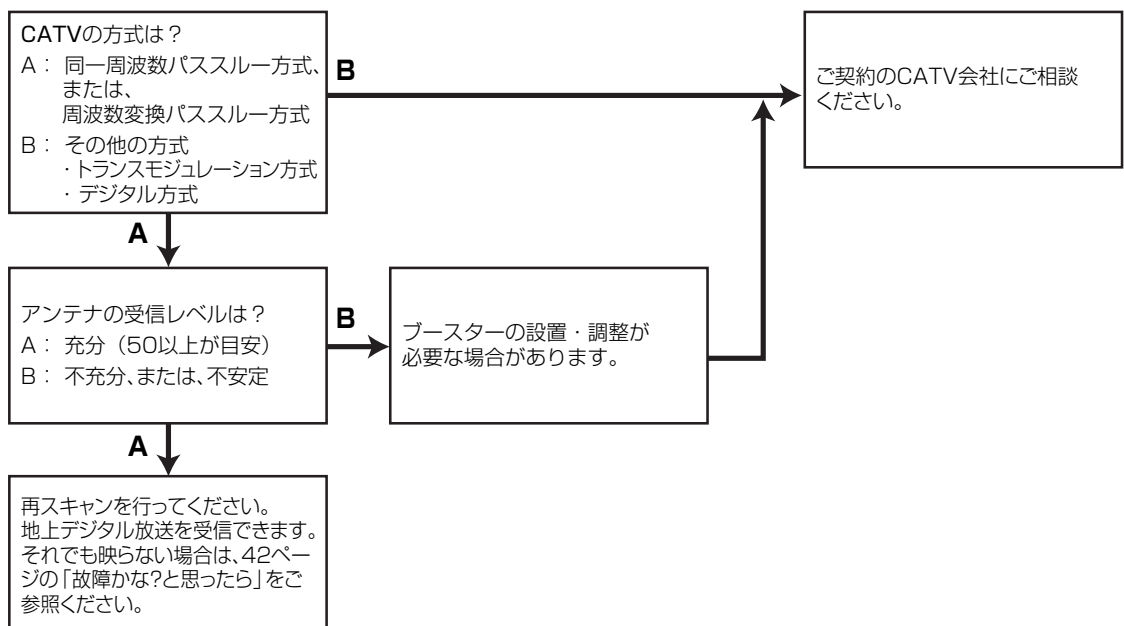 CATVの方式は？
A： 同一周波数パススルー方式、
または、
周波数変換パススルー方式
B： その他の方式
・トランスモジュレーション方式
・デジタル方式
B
ご契約のCATV会社にご相談
ください。
A
アンテナの受信レベルは？
A： 充分（50以上が目安）
B： 不充分、または、不安定
B
ブースターの設置・調整が
必要な場合があります。
A
再スキャンを行ってください。
地上デジタル放送を受信できます。
それでも映らない場合は、42ペー
ジの「故障かな?と思ったら」をご
参照ください。